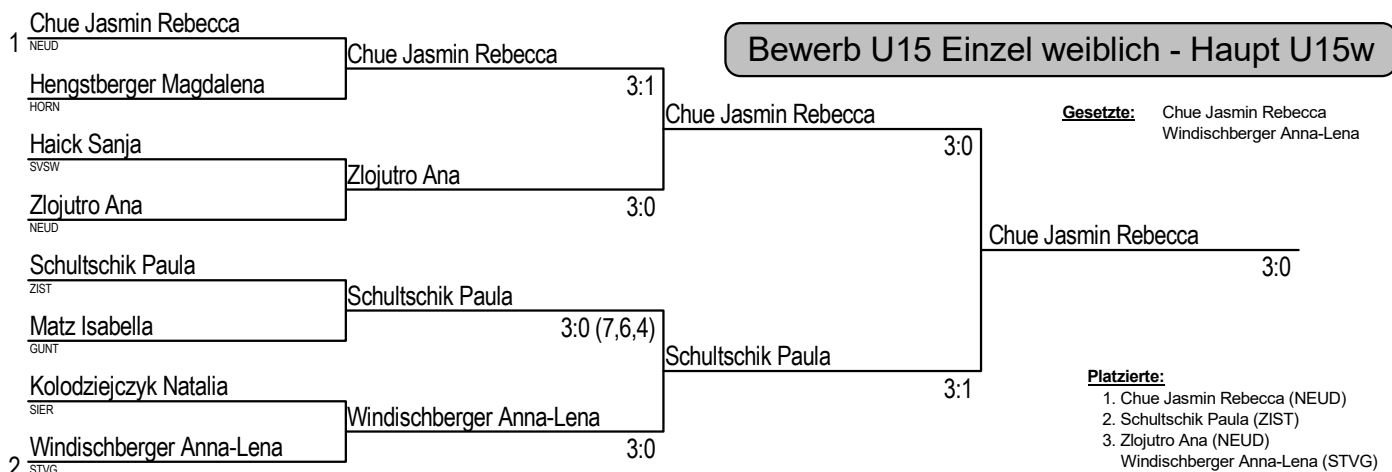 Bewerb U15 Einzel weiblich - Haupt U15w
Gesetzte: Chue Jasmin Rebecca
Windischberger Anna-Lena
1 Chue Jasmin Rebecca
NEUD
Hengstberger Magdalena
HORN
Haick Sanja
SVSW
Zlojutro Ana
NEUD
Schultschik Paula
ZIST
Matz Isabella
GUNT
Kolodziejczyk Natalia
SIER
2 Windischberger Anna-Lena
STVG
Chue Jasmin Rebecca
3:1
Zlojutro Ana
3:0
Schultschik Paula
3:0 (7,6,4)
Windischberger Anna-Lena
3:0
Chue Jasmin Rebecca
3:0
Schultschik Paula
3:1
Chue Jasmin Rebecca
3:0
Platzierte:
1. Chue Jasmin Rebecca (NEUD)
2. Schultschik Paula (ZIST)
3. Zlojutro Ana (NEUD)
Windischberger Anna-Lena (STVG)